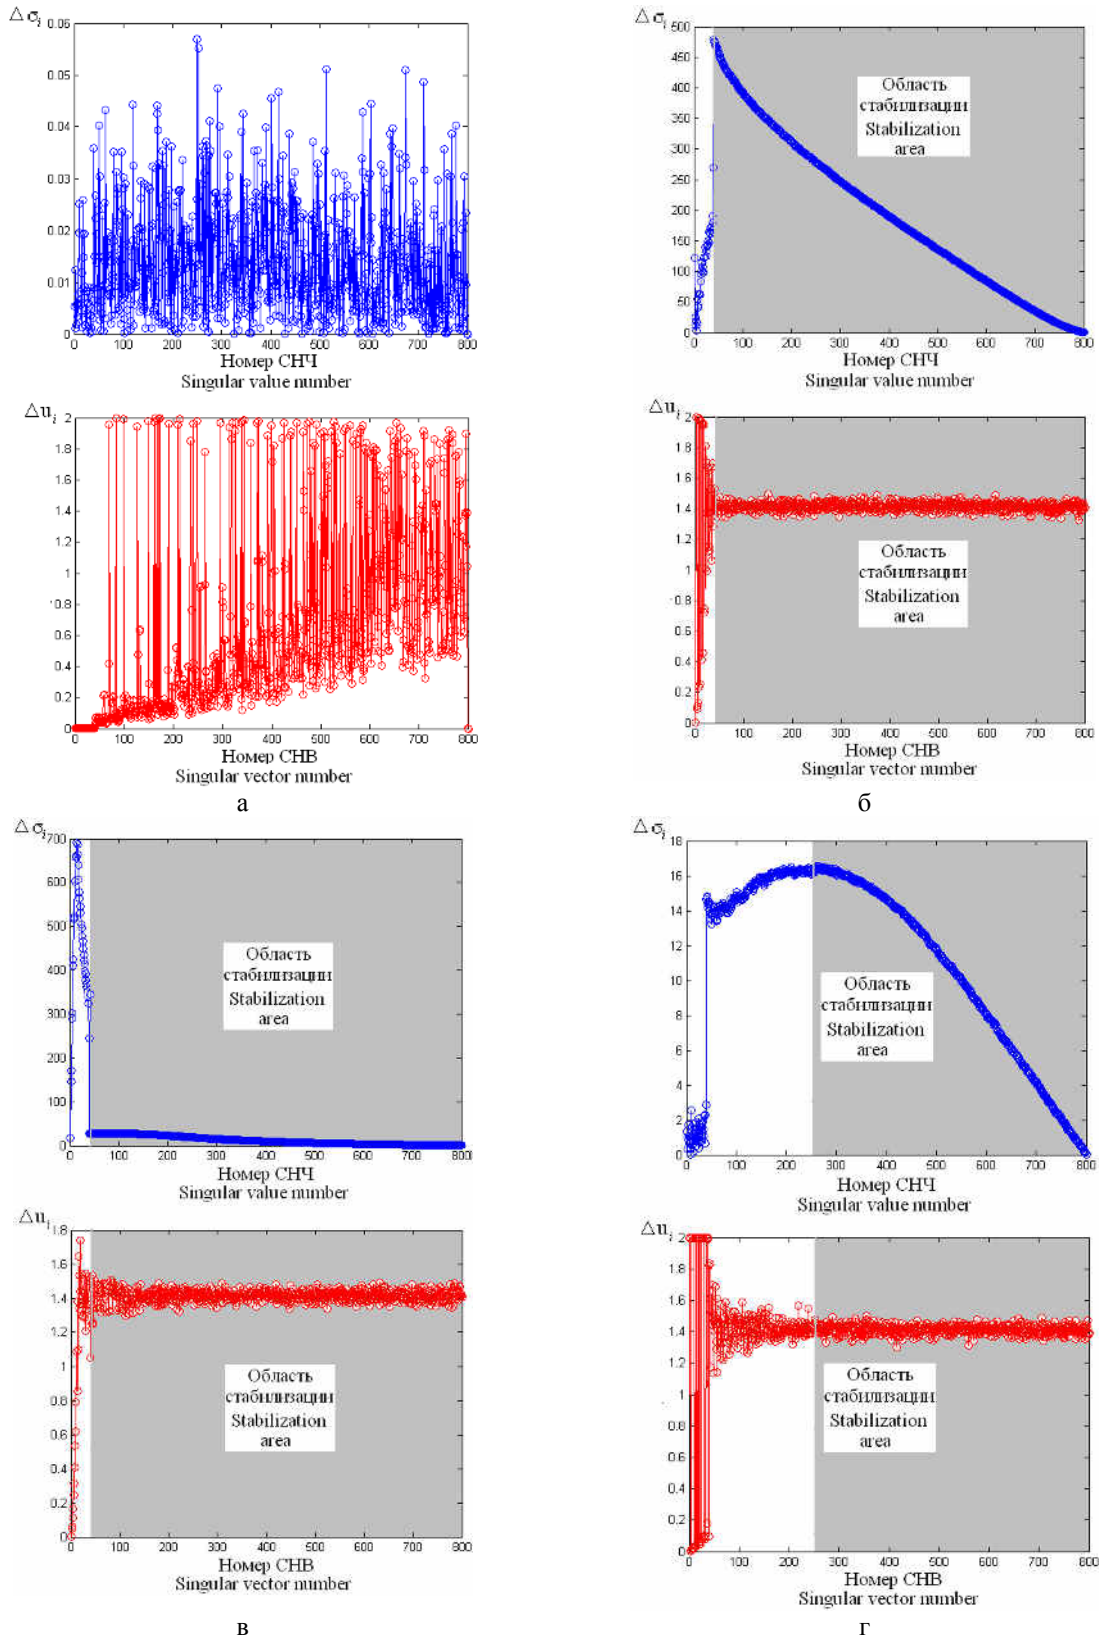 △σi
0.06
0.05
0.04
0.03
0.02
0.01
0
0 100 200 300 400 500 600 700 800
Номер СНЧ
Singular value number
△σi
500
450
400
350
300
250
200
150
100
50
0
0 100 200 300 400 500 600 700 800
Область
стабилизации
Stabilization
area
Номер СНЧ
Singular value number
△ui
2
1.8
1.6
1.4
1.2
1
0.8
0.6
0.4
0.2
0
0 100 200 300 400 500 600 700 800
Номер СНВ
Singular vector number
а
△ui
2
1.8
1.6
1.4
1.2
1
0.8
0.6
0.4
0.2
0
0 100 200 300 400 500 600 700 800
Область
стабилизации
Stabilization
area
Номер СНВ
Singular vector number
б
△σi
700
600
500
400
300
200
100
0
0 100 200 300 400 500 600 700 800
Область
стабилизации
Stabilization
area
Номер СНЧ
Singular value number
△σi
18
16
14
12
10
8
6
4
2
0
0 100 200 300 400 500 600 700 800
Область
стабилизации
Stabilization
area
Номер СНЧ
Singular value number
△ui
1.8
1.6
1.4
1.2
1
0.8
0.6
0.4
0.2
0
0 100 200 300 400 500 600 700 800
Область
стабилизации
Stabilization
area
Номер СНВ
Singular vector number
в
△ui
2
1.8
1.6
1.4
1.2
1
0.8
0.6
0.4
0.2
0
0 100 200 300 400 500 600 700 800
Область
стабилизации
Stabilization
area
Номер СНВ
Singular vector number
г